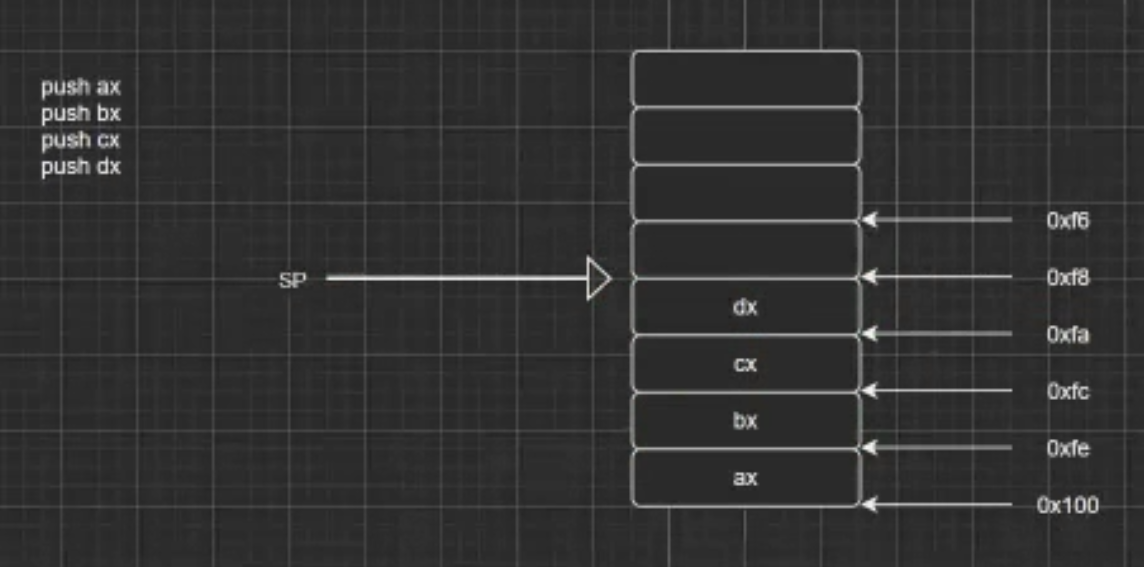 push ax
push bx
push cx
push dx
0xf6
SP
0xf8
dx
0xfa
cx
0xfc
bx
0xfe
ax
0x100